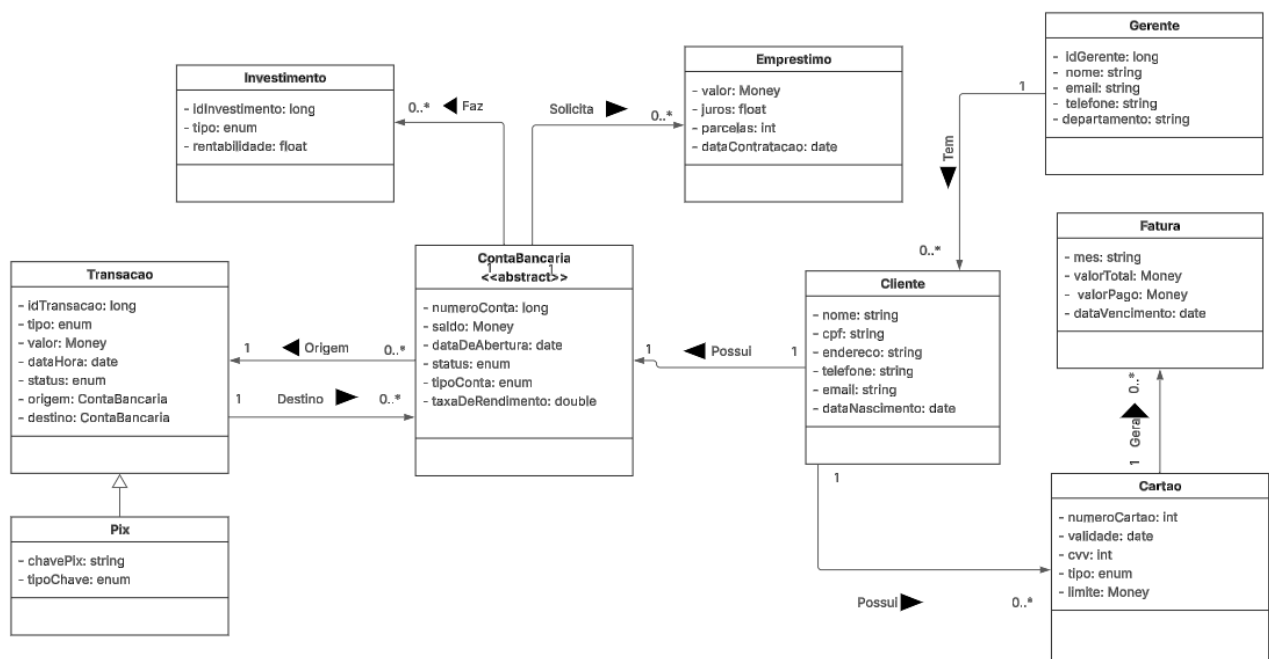 Investimento
- idInvestimento: long
- tipo: enum
- rentabilidade: float
0..*
Faz
Solicita
0..*
Emprestimo
- valor: Money
- juros: float
- parcelas: int
- dataContratacao: date
Gerente
- idGerente: long
- nome: string
- email: string
- telefone: string
- departamento: string
1
Tem
0..*
Transacao
- idTransacao: long
- tipo: enum
- valor: Money
- dataHora: date
- status: enum
- origem: ContaBancaria
- destino: ContaBancaria
1
Origem
0..*
1
Destino
0..*
ContaBancaria
<<abstract>>
1
1
- numeroConta: long
- saldo: Money
- dataDeAbertura: date
- status: enum
- tipoConta: enum
- taxaDeRendimento: double
1
Possui
1
Cliente
- nome: string
- cpf: string
- endereco: string
- telefone: string
- email: string
- dataNascimento: date
1
Fatura
- mes: string
- valorTotal: Money
- valorPago: Money
- dataVencimento: date
0..*
Gera
1
Pix
- chavePix: string
- tipoChave: enum
Possui
0..*
Cartao
- numeroCartao: int
- validade: date
- cvv: int
- tipo: enum
- limite: Money